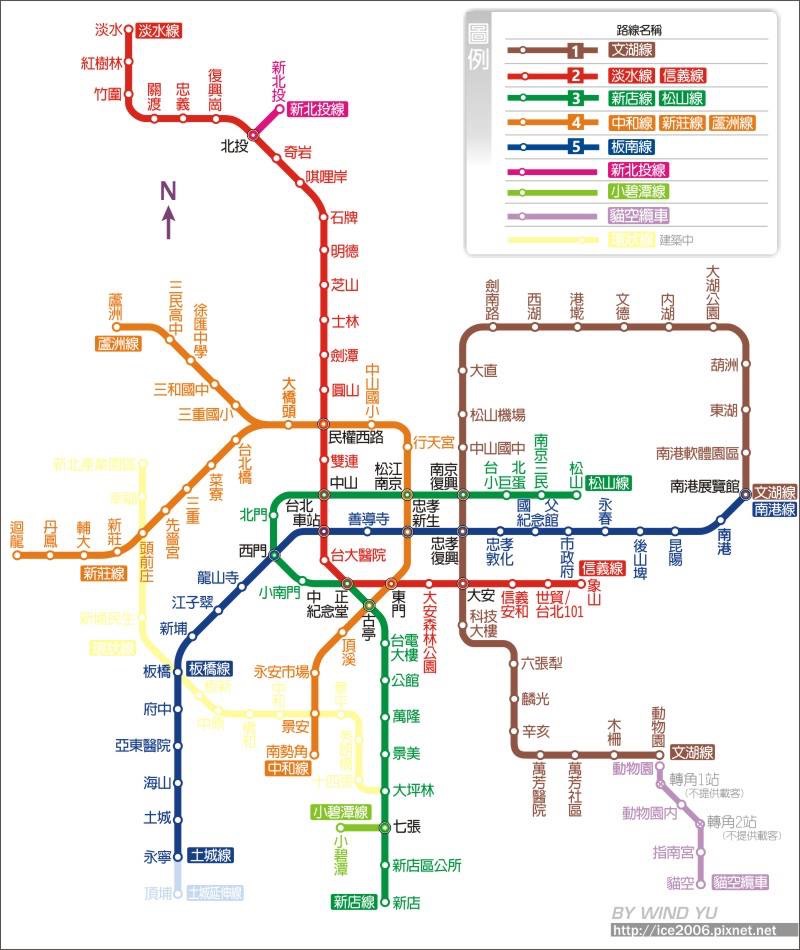 圖例
路線名稱
1 文湖線
2 淡水線 信義線
3 新店線 松山線
4 中和線 新莊線 蘆洲線
5 板南線
新北投線
小碧潭線
貓空纜車
環狀線 建築中
淡水 淡水線
紅樹林
竹圍
關渡
忠義
復興崗
新北投
新北投線
北投
奇岩
唭哩岸
N
石牌
明德
芝山
士林
劍潭
圓山
民權西路
雙連
中山
台北車站
台大醫院
蘆洲
蘆洲線
三民高中
徐匯中學
三和國中
三重國小
大橋頭
中山國小
行天宮
松江南京
忠孝新生
台北橋
菜寮
三重
先嗇宮
頭前庄
新莊
新莊線
輔大
丹鳳
迴龍
劍南路
西湖
港墘
文德
內湖
大湖公園
葫洲
東湖
南港軟體園區
南港展覽館
文湖線
南港線
大直
松山機場
中山國中
南京復興
台北小巨蛋
南京三民
松山
松山線
北門
西門
善導寺
忠孝復興
忠孝敦化
國父紀念館
市政府
永春
後山埤
昆陽
南港
小南門
中正紀念堂
東門
古亭
大安森林公園
大安
信義安和
世貿/台北101
象山
信義線
龍山寺
江子翠
新埔
板橋 板橋線
府中
亞東醫院
海山
土城
永寧 土城線
頂埔 土城延伸線
新北產業園區
幸福
新埔民生
環狀線
板新
中原
橋和
中和
景平
秀朗橋
十四張
頂溪
永安市場
景安
南勢角
中和線
台電大樓
公館
萬隆
景美
大坪林
小碧潭線
小碧潭
七張
新店區公所
新店線 新店
科技大樓
六張犁
麟光
辛亥
萬芳醫院
萬芳社區
木柵
動物園
文湖線
動物園
轉角1站
(不提供載客)
動物園內
轉角2站
(不提供載客)
指南宮
貓空 貓空纜車
BY WIND YU
http://ice2006.pixnet.net